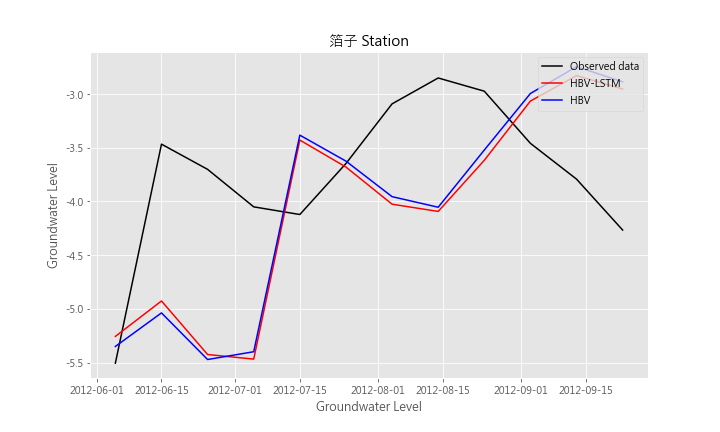 箔子 Station
Observed data
HBV-LSTM
HBV
Groundwater Level
-3.0
-3.5
-4.0
-4.5
-5.0
-5.5
2012-06-01 2012-06-15 2012-07-01 2012-07-15 2012-08-01 2012-08-15 2012-09-01 2012-09-15
Groundwater Level